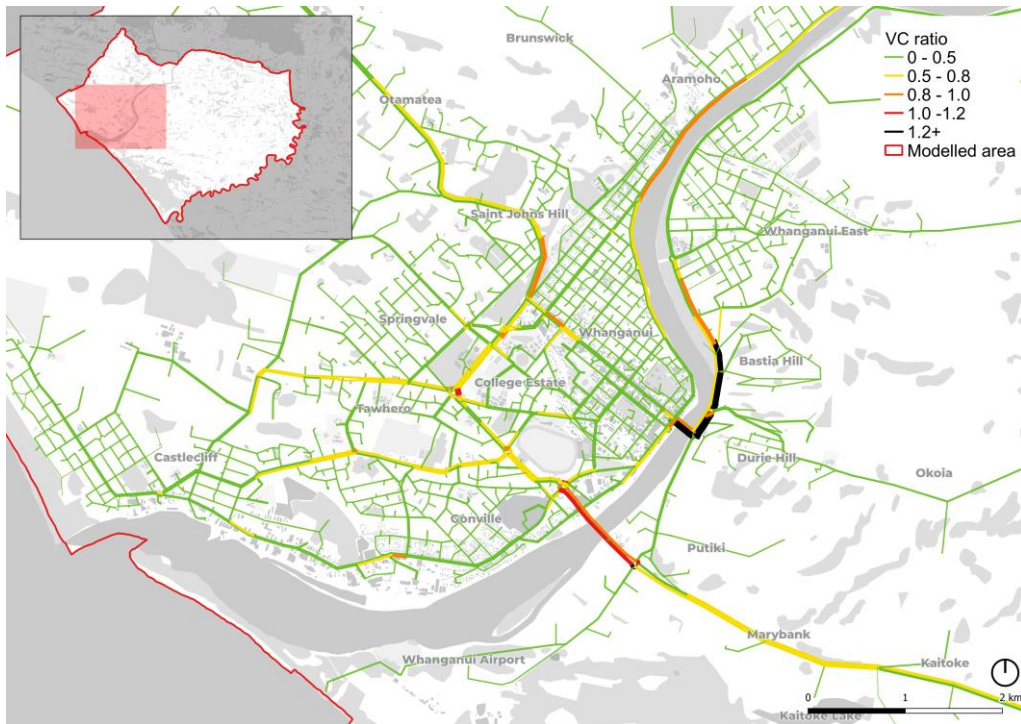 Brunswick
VC ratio
0 - 0.5
0.5 - 0.8
0.8 - 1.0
1.0 -1.2
1.2+
Modelled area
Aramoho
Otamatea
Saint Johns Hill
Whanganui East
Springvale
Whanganui
Bastia Hill
College Estate
Tawhero
Castlecliff
Durie Hill
Okoia
Gonville
Putiki
Marybank
Whanganui Airport
Kaitoke
0 1 2 km
Kaitoke Lake